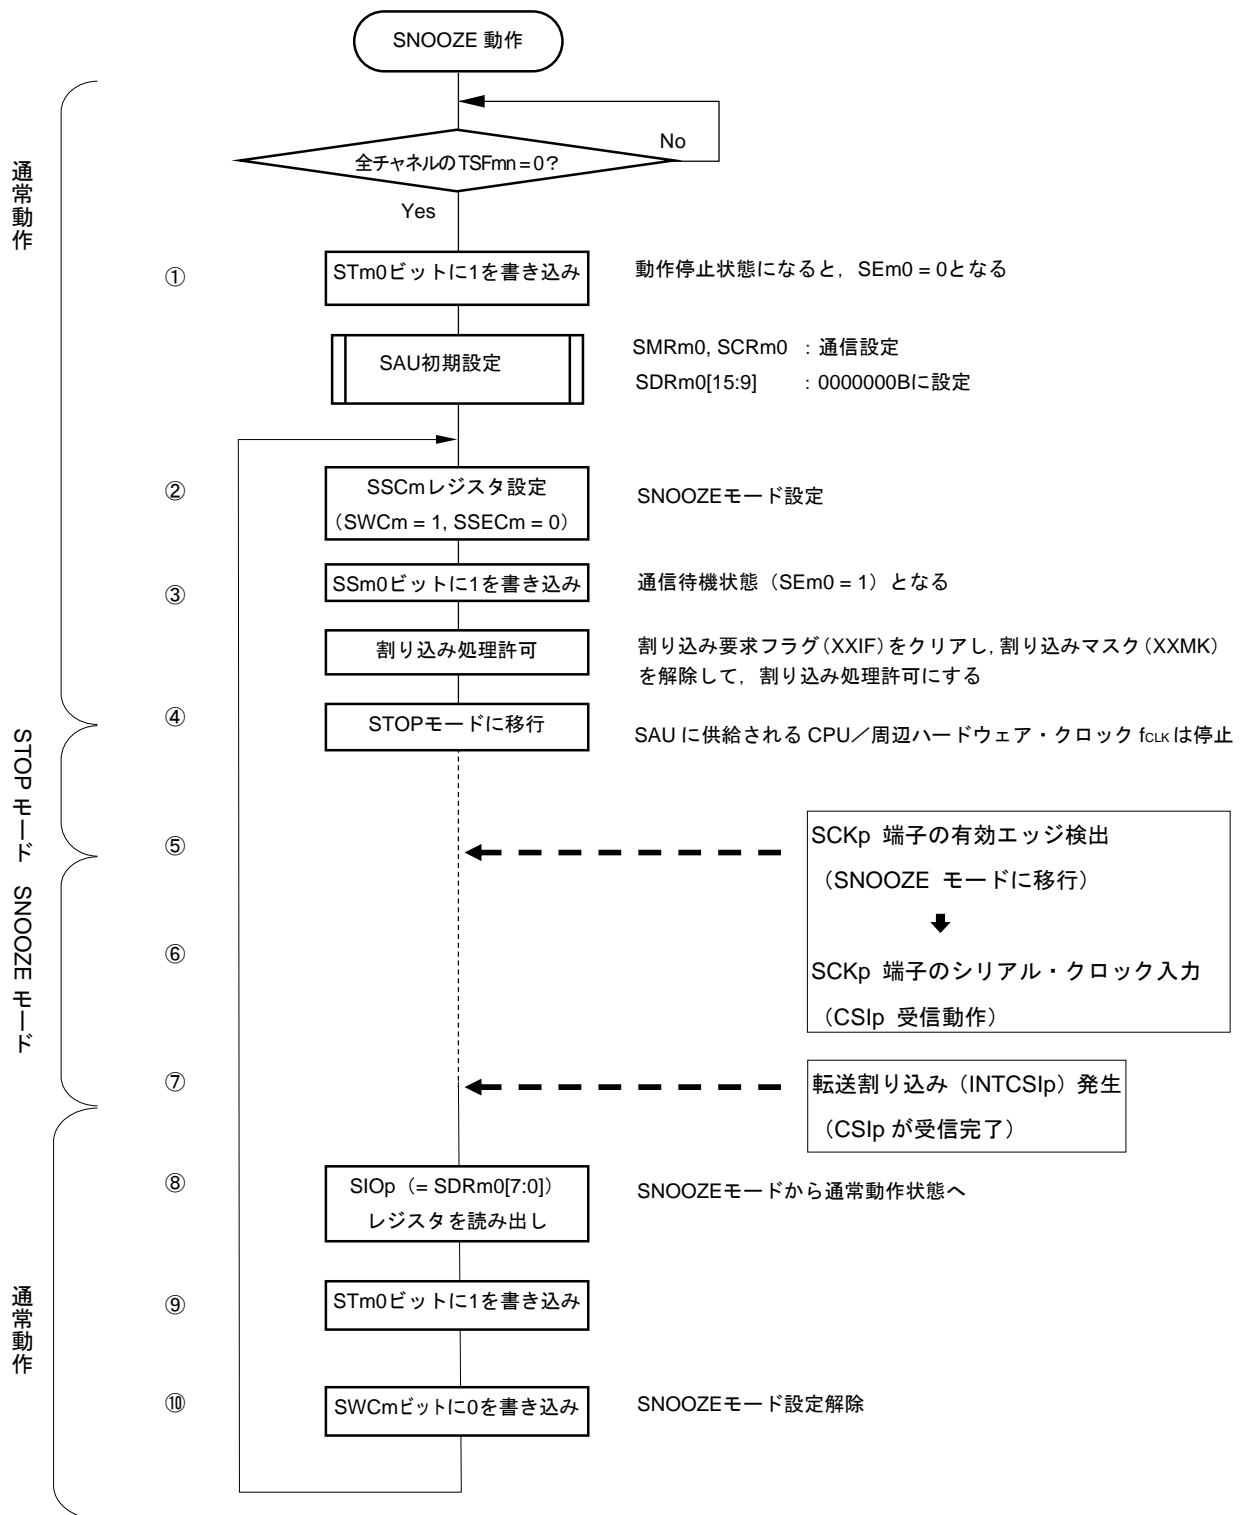 SNOOZE 動作
通常動作
No
全チャネルの TSFmn = 0?
Yes
①
STm0ビットに1を書き込み
動作停止状態になると，SEm0 = 0となる
SAU初期設定
SMRm0, SCRm0 ：通信設定
SDRm0[15:9] ：0000000Bに設定
②
SSCmレジスタ設定
（SWCm = 1, SSECm = 0）
SNOOZEモード設定
③
SSm0ビットに1を書き込み
通信待機状態（SEm0 = 1）となる
割り込み処理許可
割り込み要求フラグ（XXIF）をクリアし，割り込みマスク（XXMK）
を解除して，割り込み処理許可にする
④
STOPモードに移行
SAU に供給される CPU／周辺ハードウェア・クロック fCLK は停止
STOP モード
⑤
SCKp 端子の有効エッジ検出
（SNOOZE モードに移行）
SNOOZE モード
⑥
SCKp 端子のシリアル・クロック入力
（CSIp 受信動作）
⑦
転送割り込み（INTCSIp）発生
（CSIp が受信完了）
⑧
SIOp（= SDRm0[7:0]）
レジスタを読み出し
SNOOZEモードから通常動作状態へ
通常動作
⑨
STm0ビットに1を書き込み
⑩
SWCmビットに0を書き込み
SNOOZEモード設定解除